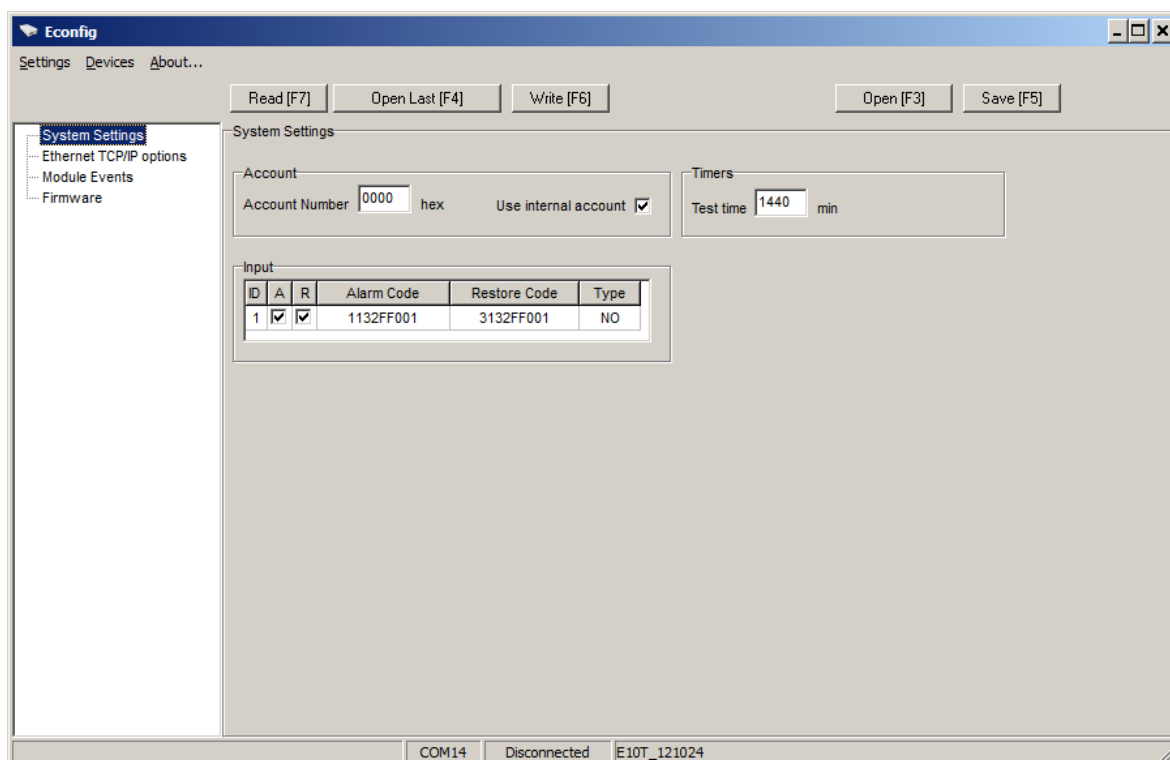 Econfig
Settings Devices About...
Read [F7] Open Last [F4] Write [F6] Open [F3] Save [F5]
System Settings
Ethernet TCP/IP options
Module Events
Firmware
System Settings
Account
Account Number 0000 hex Use internal account
Timers
Test time 1440 min
Input
ID A R Alarm Code Restore Code Type
1 1132FF001 3132FF001 NO
COM14 Disconnected E10T_121024